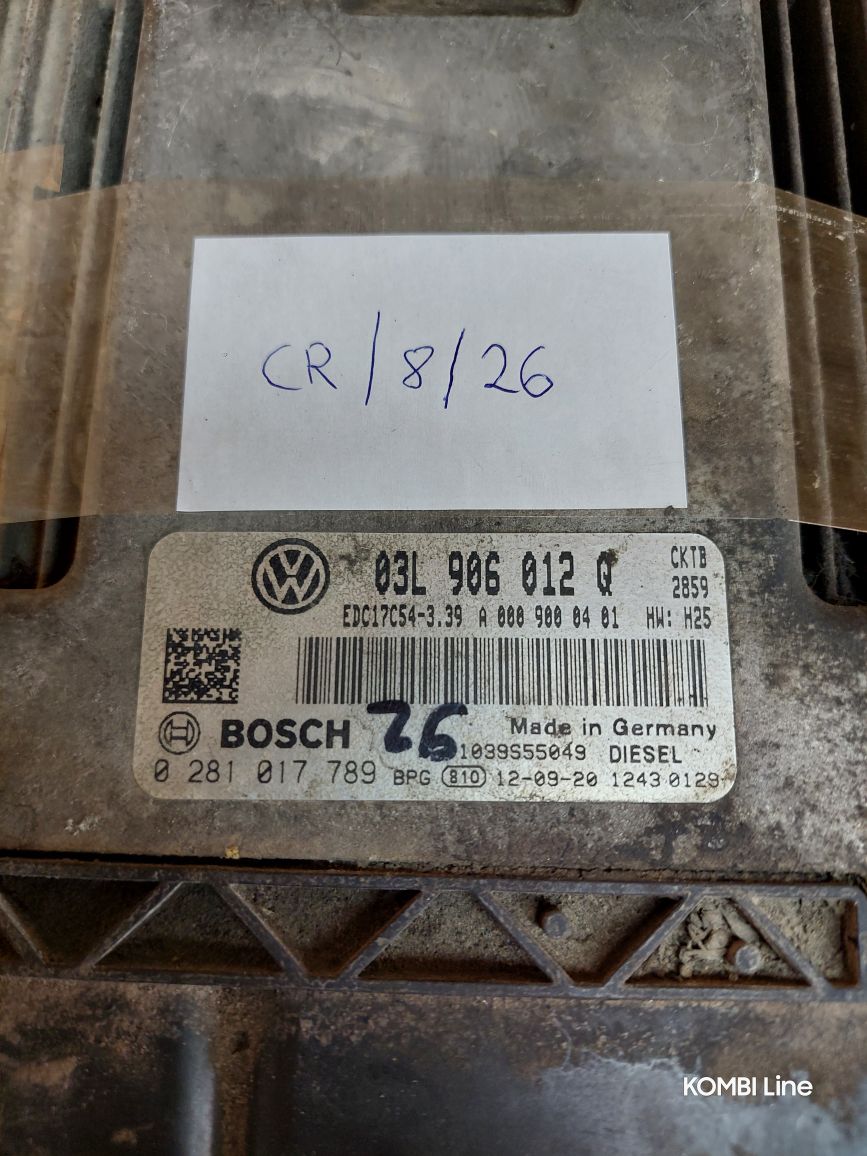 CR/8/26
03L 906 012 Q
CKTB
2859
EDC17C54-3.39 A 000 900 04 01 HW: H25
BOSCH
26
Made in Germany
1039S55049 DIESEL
0 281 017 789 BPG 810 12-09-20 1243 0129
KOMBI Line